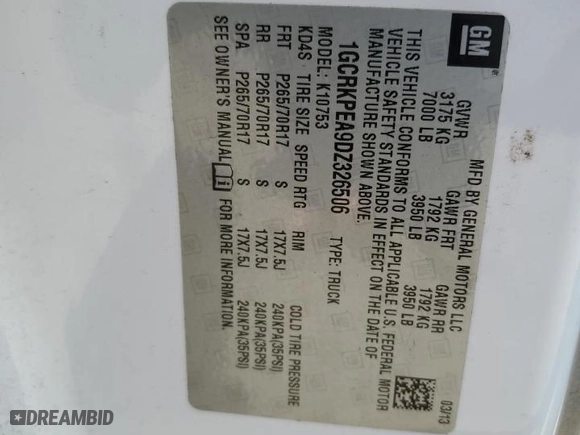 GM
MFD BY GENERAL MOTORS LLC 03/13
GVWR GAWR FRT GAWR RR
3175 KG 1792 KG 1792 KG
7000 LB 3950 LB 3950 LB
THIS VEHICLE CONFORMS TO ALL APPLICABLE U.S. FEDERAL MOTOR
VEHICLE SAFETY STANDARDS IN EFFECT ON THE DATE OF
MANUFACTURE SHOWN ABOVE.
1GCRKPEA9DZ326506 TYPE: TRUCK
MODEL: K10753
KD4S TIRE SIZE SPEED RTG RIM COLD TIRE PRESSURE
FRT P265/70R17 S 17X7.5J 240KPA(35PSI)
RR P265/70R17 S 17X7.5J 240KPA(35PSI)
SPA P265/70R17 S 17X7.5J 240KPA(35PSI)
SEE OWNER'S MANUAL i FOR MORE INFORMATION.
DREAMBID